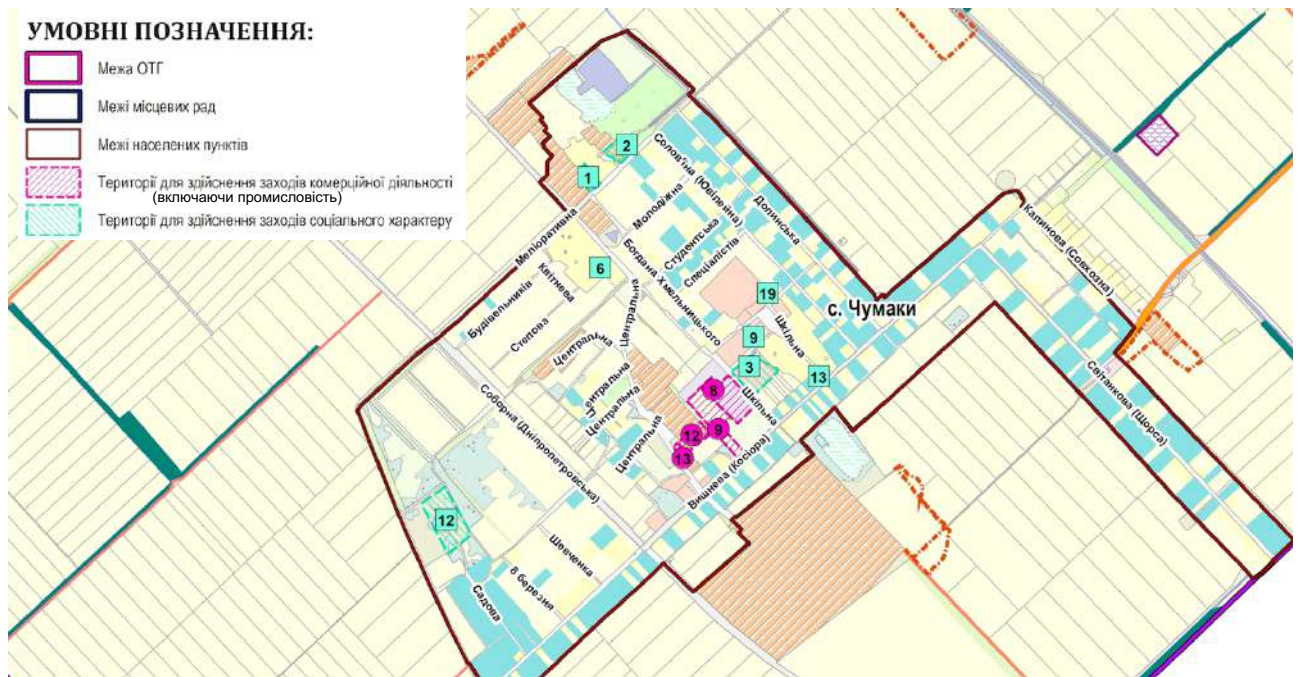 УМОВНІ ПОЗНАЧЕННЯ:
Межа ОТГ
Межі місцевих рад
Межі населених пунктів
Території для здійснення заходів комерційної діяльності
(включаючи промисловість)
Території для здійснення заходів соціального характеру
2
1
Солов'їна (Ювілейна)
Молодіжна
Долинська
Студентська
Спеціалістів
Меліоративна
Богдана Хмельницького
Калинова (Совхозна)
6
Квітнева
Будівельників
Степова
Центральна
19
с. Чумаки
Шкільна
9
3
13
Центральна
Центральна
Центральна
Центральна
8
Шкільна
9
12
13
Вишнева (Косіора)
Світанкова (Щорса)
Соборна (Дніпропетровська)
12
Шевченка
8 березня
Садова